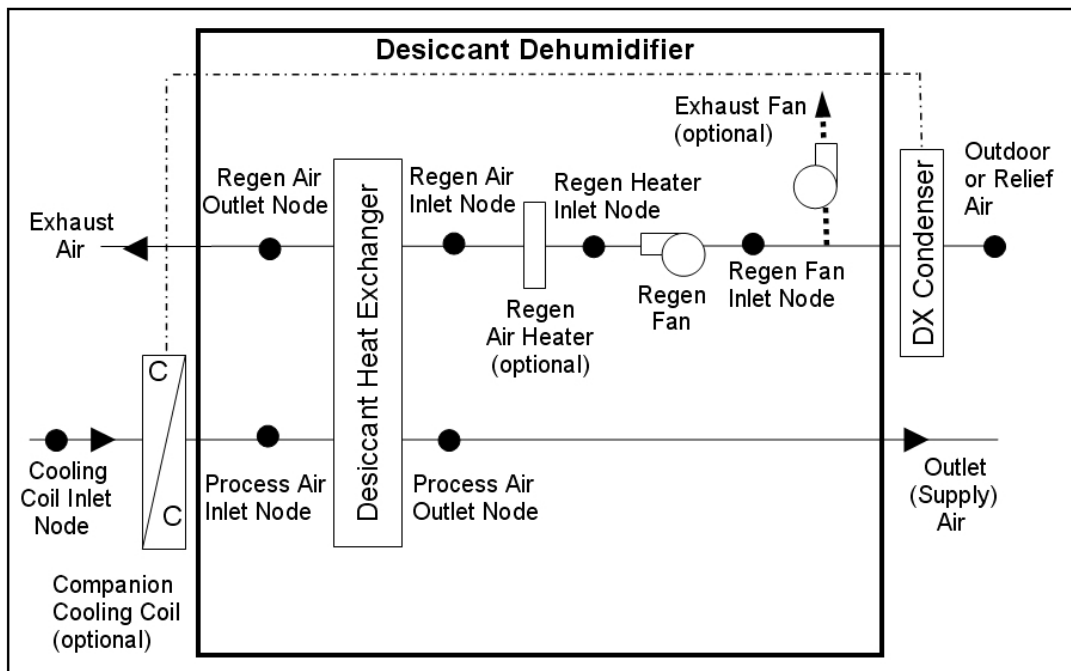 Desiccant Dehumidifier
Exhaust Fan
(optional)
Outdoor
or Relief
Air
Regen Air
Outlet Node
Regen Air
Inlet Node
Regen Heater
Inlet Node
Exhaust
Air
Desiccant Heat Exchanger
DX Condenser
Regen
Air Heater
(optional)
Regen
Fan
Regen Fan
Inlet Node
C
C
Cooling
Coil Inlet
Node
Process Air
Inlet Node
Process Air
Outlet Node
Outlet
(Supply)
Air
Companion
Cooling Coil
(optional)